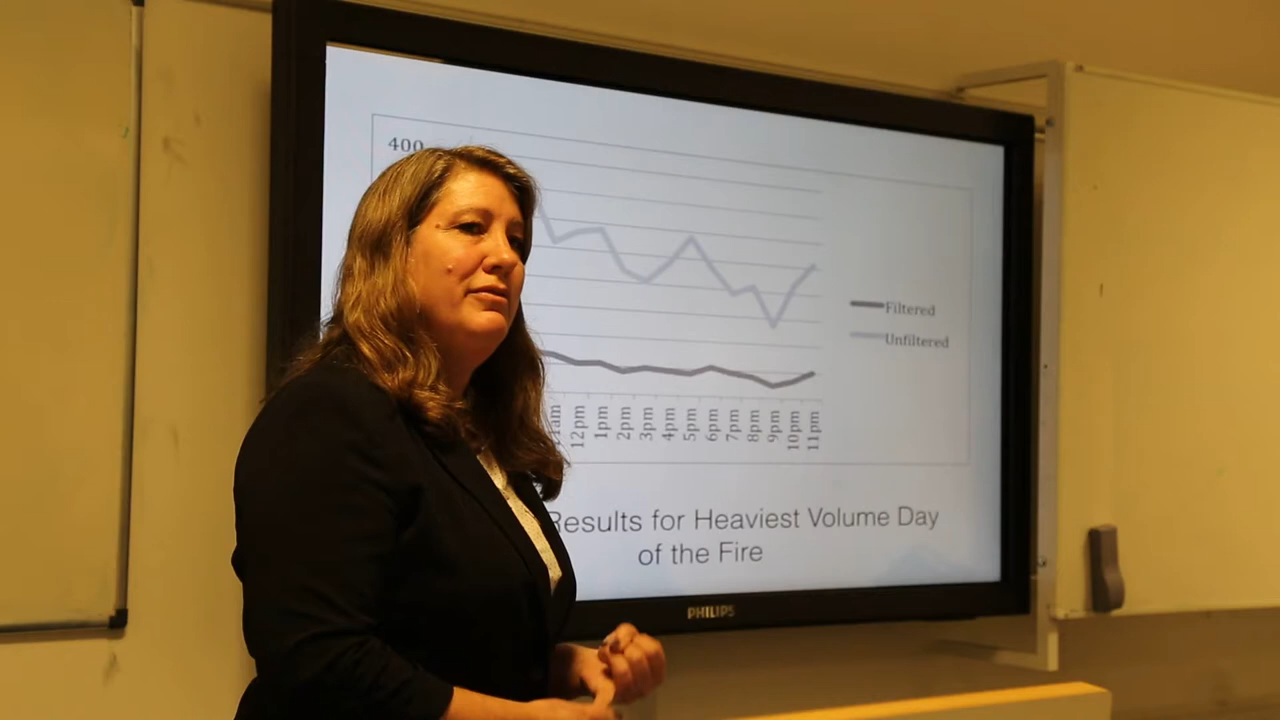 400
Filtered
Unfiltered
12pm
1pm
2pm
3pm
4pm
5pm
6pm
7pm
8pm
9pm
10pm
11pm
Results for Heaviest Volume Day
of the Fire
PHILIPS